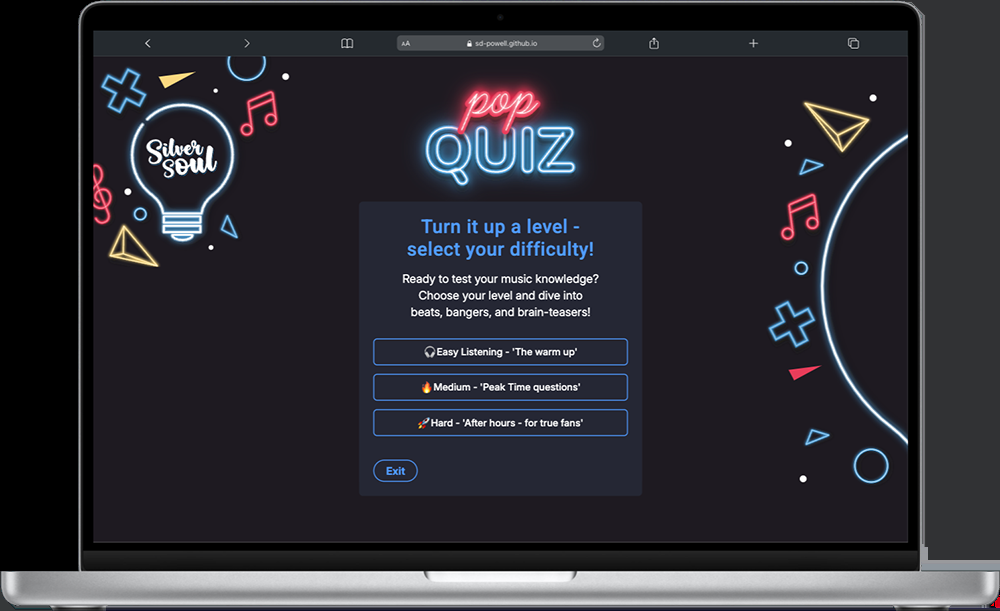 AA
sd-powell.github.io
Silver
Soul
pop
QUIZ
Turn it up a level -
select your difficulty!
Ready to test your music knowledge?
Choose your level and dive into
beats, bangers, and brain-teasers!
🎧Easy Listening - 'The warm up'
🔥Medium - 'Peak Time questions'
🚀Hard - 'After hours - for true fans'
Exit